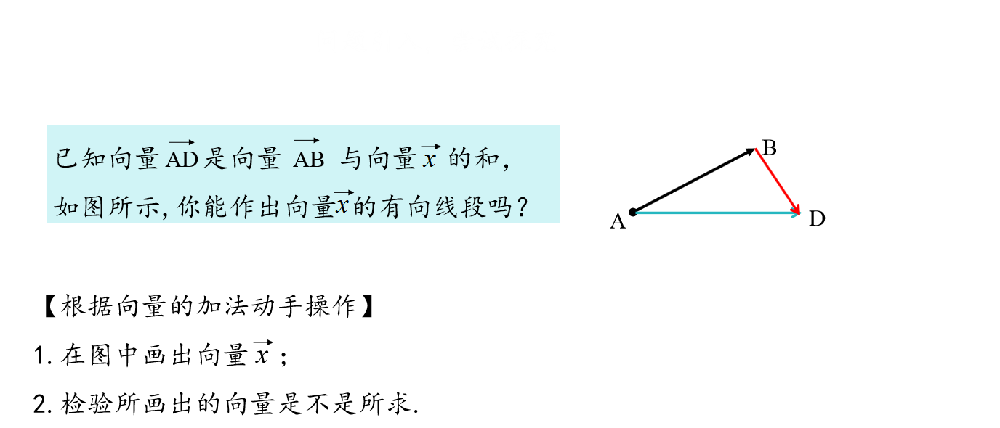 已知向量AD是向量 AB 与向量x的和,
如图所示,你能作出向量x的有向线段吗?
B
A
D
【根据向量的加法动手操作】
1.在图中画出向量x;
2.检验所画出的向量是不是所求.